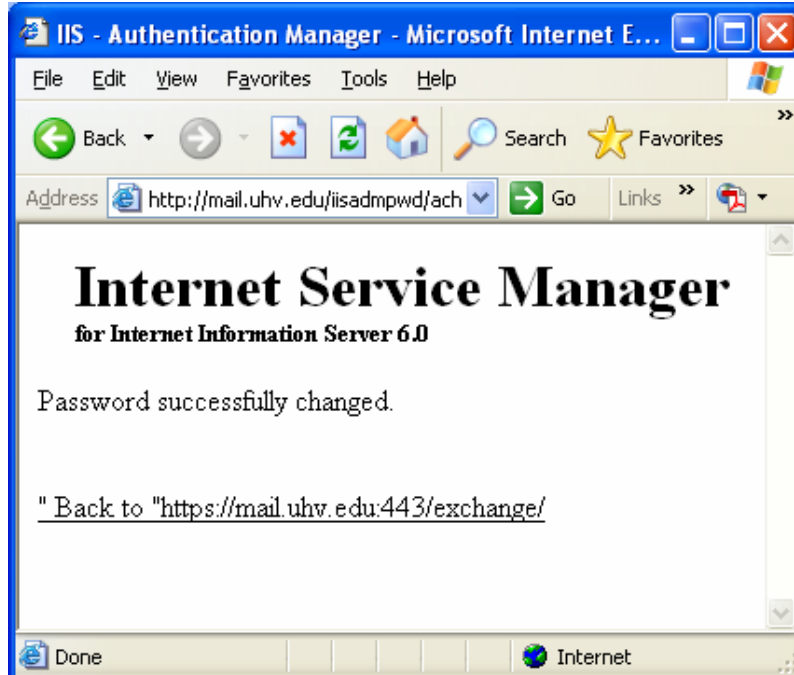 IIS - Authentication Manager - Microsoft Internet E...
File Edit View Favorites Tools Help
Back Search Favorites »
Address http://mail.uhv.edu/iisadmpwd/ach Go Links »
Internet Service Manager
for Internet Information Server 6.0
Password successfully changed.
" Back to "https://mail.uhv.edu:443/exchange/
Done Internet